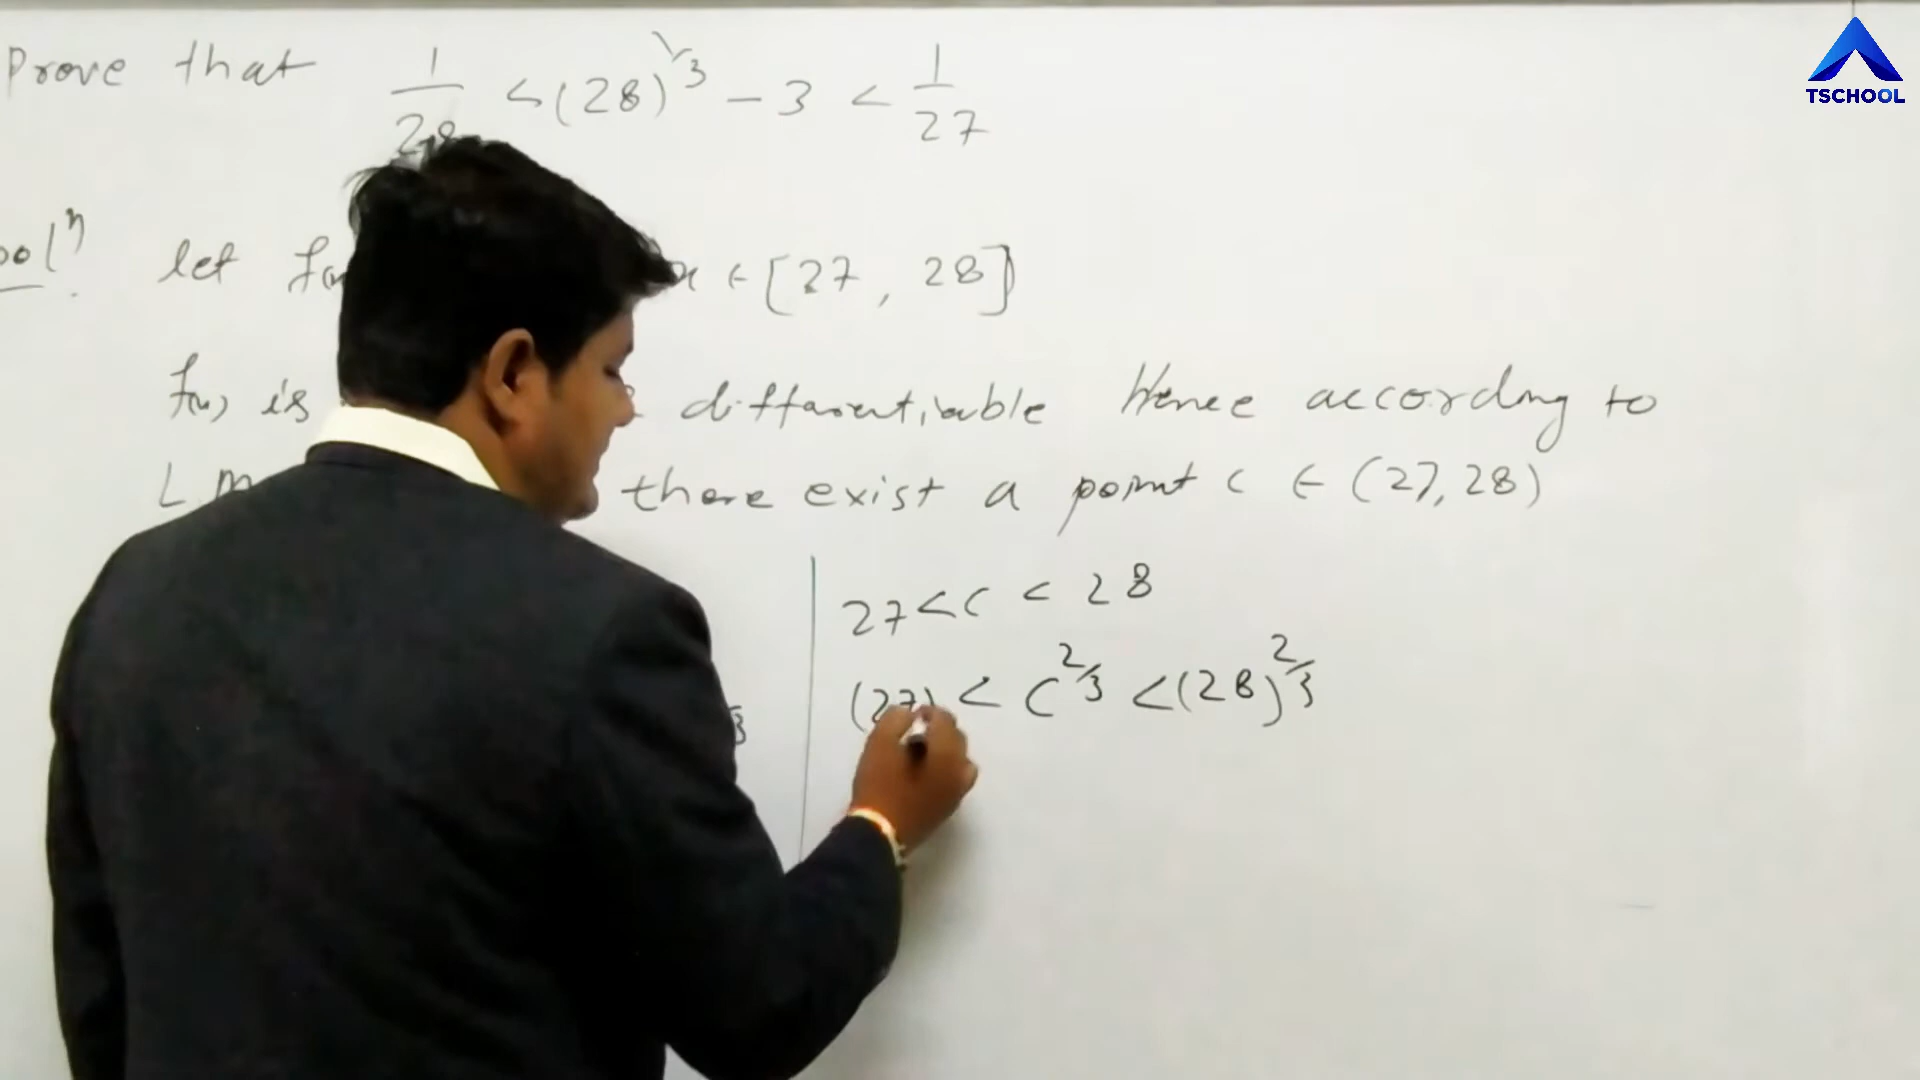 Prove that 1/28 < (28)^1/3 - 3 < 1/27
TSCHOOL
Sol^n. let f(x) x ∈ [27, 28]
f(x) is differentiable Hence according to
L.M there exist a point c ∈ (27, 28)
27 < c < 28
(27) < c^2/3 < (28)^2/3
3